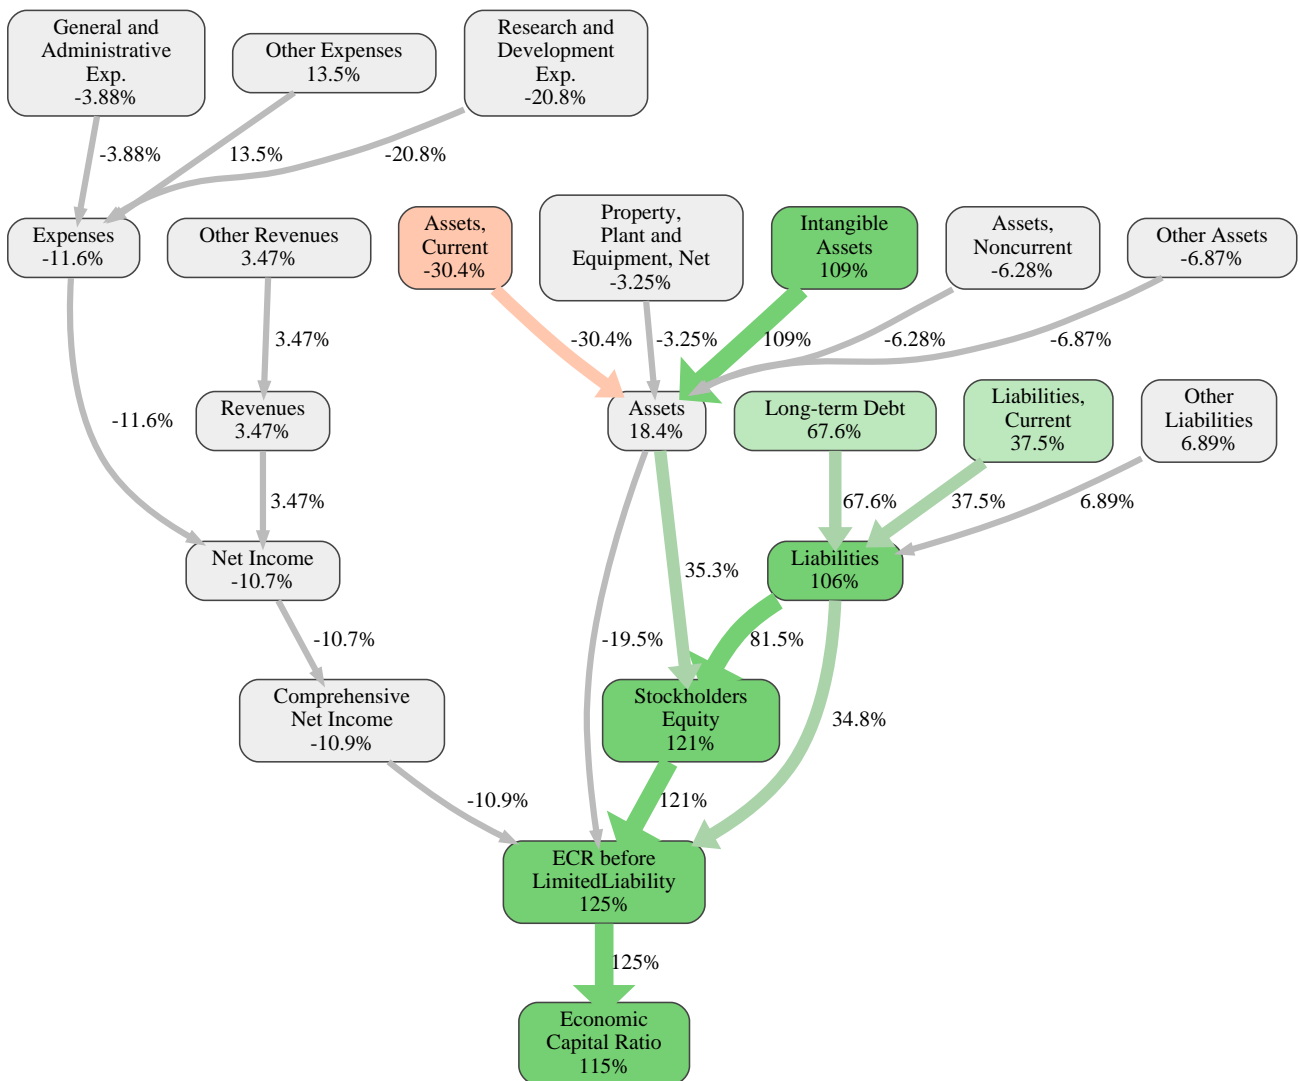 General and
Administrative
Exp.
-3.88%
Other Expenses
13.5%
Research and
Development
Exp.
-20.8%
-3.88%
13.5%
-20.8%
Expenses
-11.6%
Other Revenues
3.47%
Assets,
Current
-30.4%
Property,
Plant and
Equipment, Net
-3.25%
Intangible
Assets
109%
Assets,
Noncurrent
-6.28%
Other Assets
-6.87%
3.47%
-30.4%
-3.25%
109%
-6.28%
-6.87%
-11.6%
Revenues
3.47%
Assets
18.4%
Long-term Debt
67.6%
Liabilities,
Current
37.5%
Other
Liabilities
6.89%
3.47%
67.6%
37.5%
6.89%
Net Income
-10.7%
35.3%
Liabilities
106%
-10.7%
-19.5%
81.5%
Comprehensive
Net Income
-10.9%
Stockholders
Equity
121%
34.8%
-10.9%
121%
ECR before
LimitedLiability
125%
125%
Economic
Capital Ratio
115%